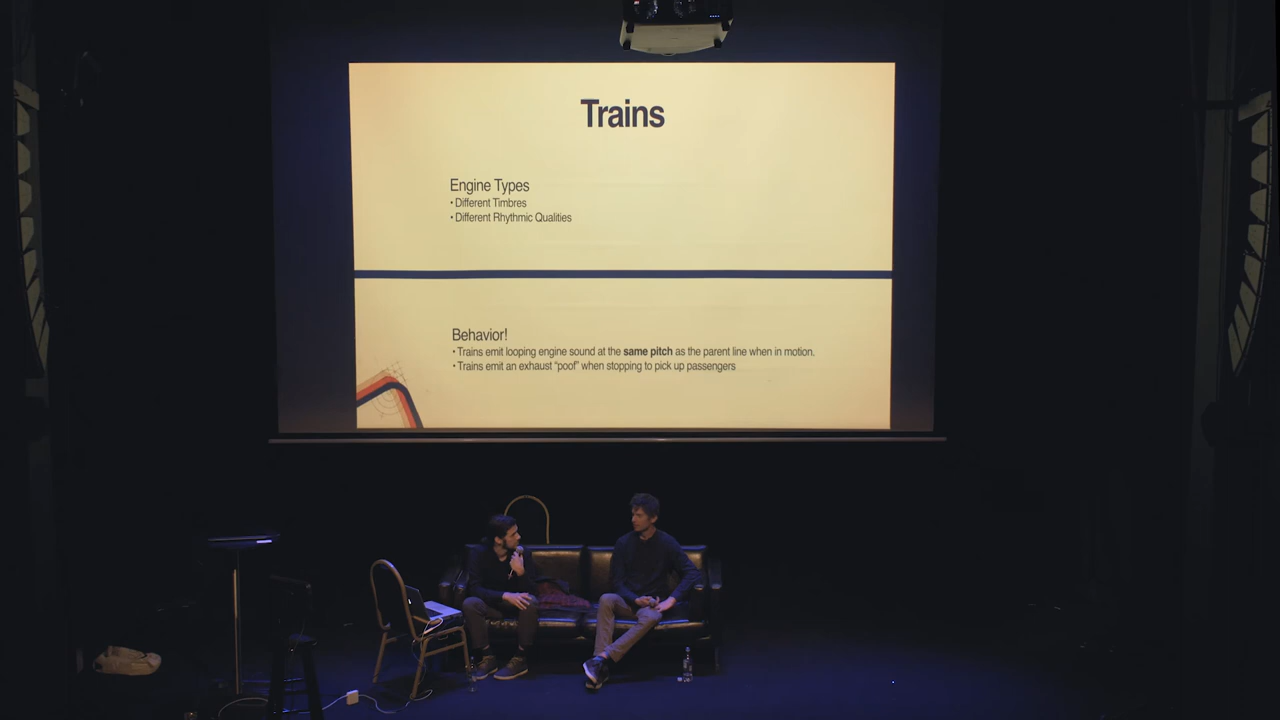 Trains
Engine Types
• Different Timbres
• Different Rhythmic Qualities
Behavior!
• Trains emit looping engine sound at the same pitch as the parent line when in motion.
• Trains emit an exhaust “poof” when stopping to pick up passengers